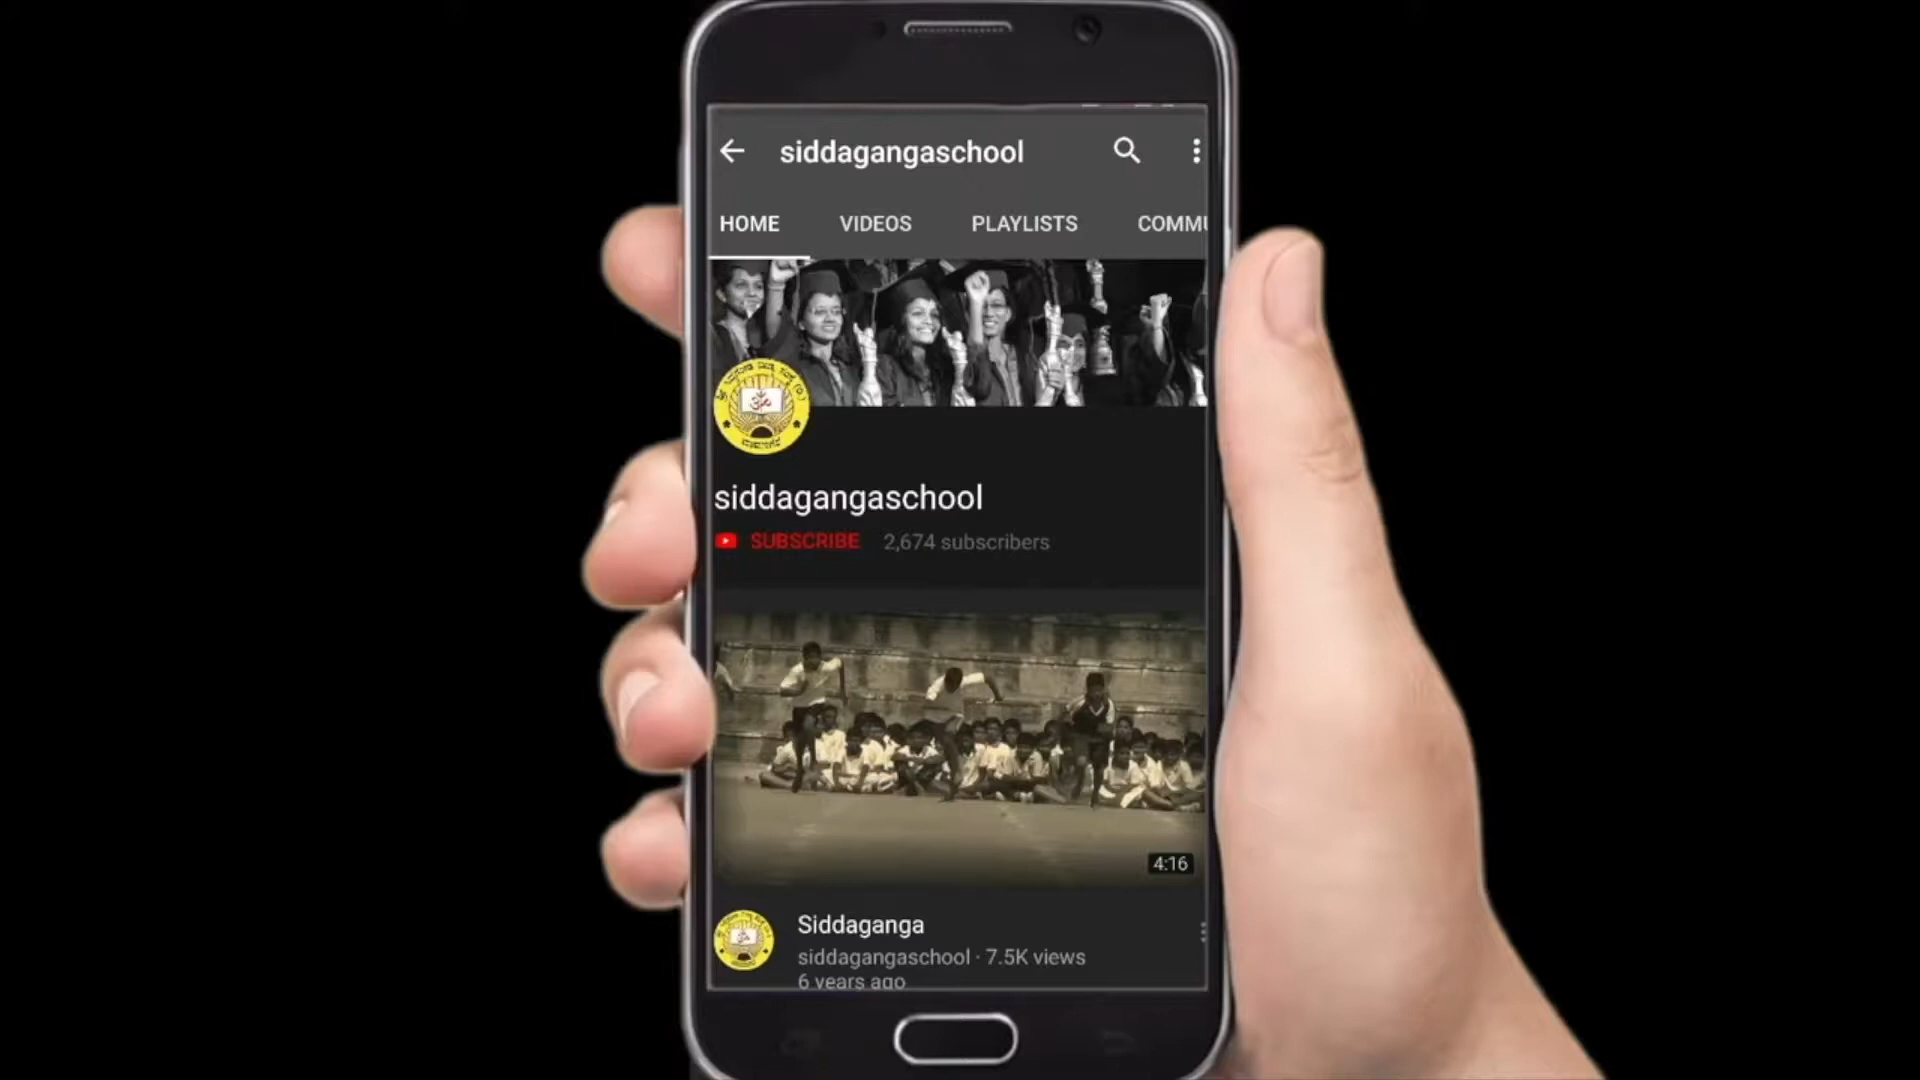 siddagangaschool
HOME VIDEOS PLAYLISTS COMMU
siddagangaschool
SUBSCRIBE 2,674 subscribers
4:16
Siddaganga
siddagangaschool · 7.5K views
6 years ago